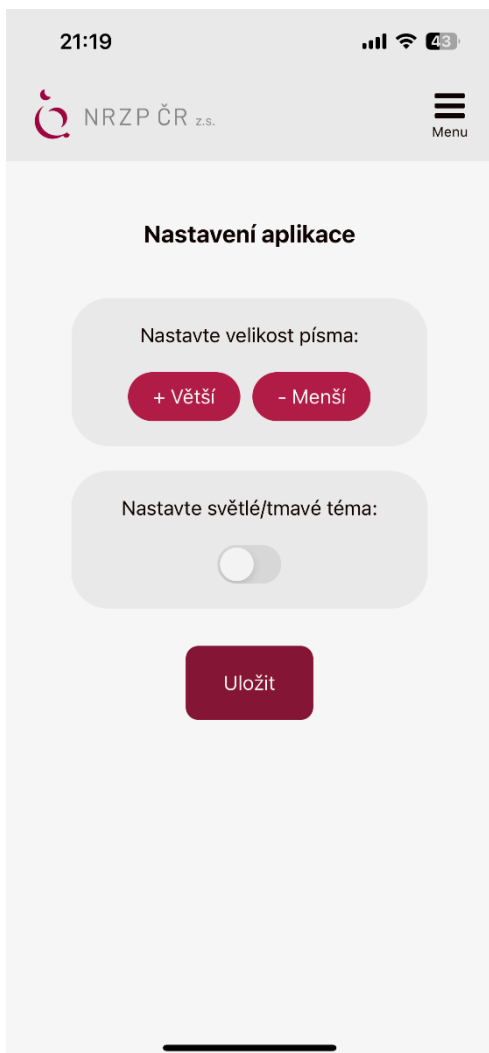 21:19
43
NRZP ČR z.s.
Menu
Nastavení aplikace
Nastavte velikost písma:
+ Větší
- Menší
Nastavte světlé/tmavé téma:
Uložit